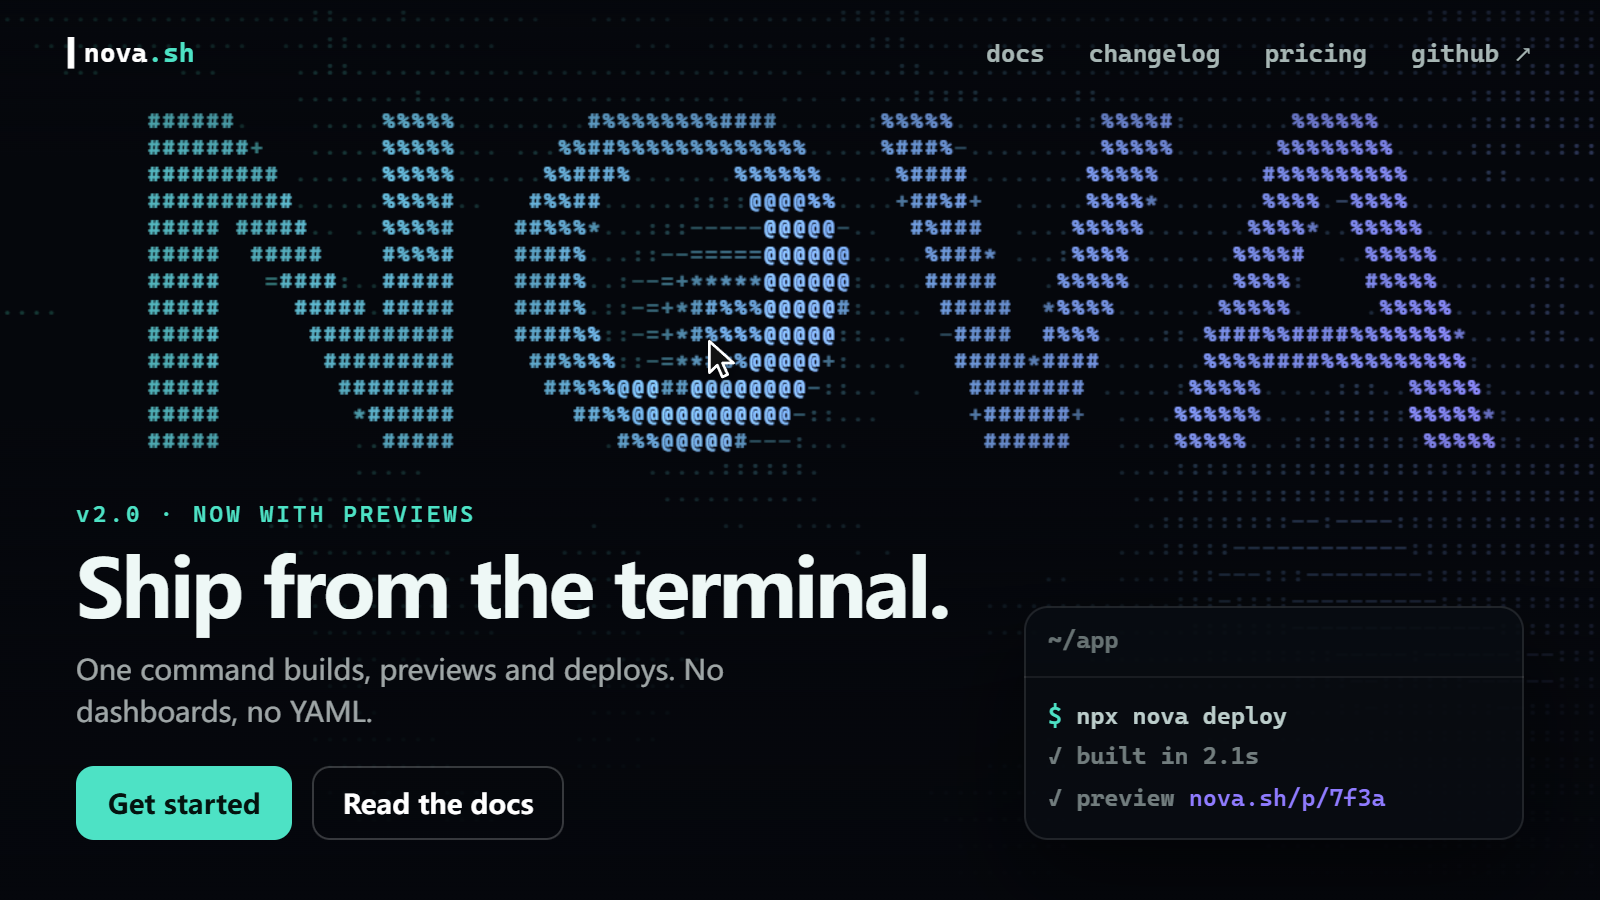 nova.sh
docs changelog pricing github ↗
NOVA
v2.0 · NOW WITH PREVIEWS
Ship from the terminal.
One command builds, previews and deploys. No
dashboards, no YAML.
Get started
Read the docs
~/app
$ npx nova deploy
✓ built in 2.1s
✓ preview nova.sh/p/7f3a